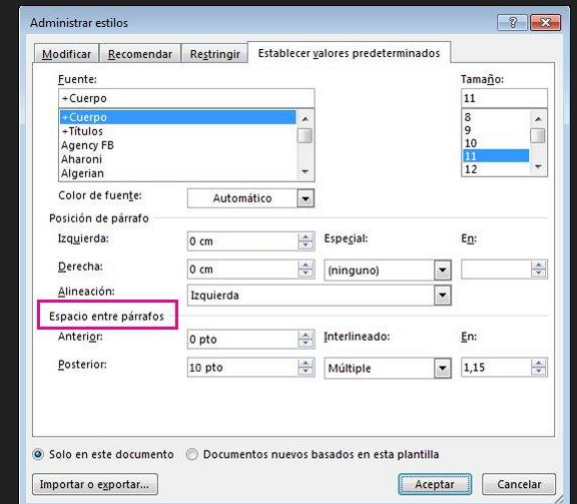 Administrar estilos
Modificar Recomendar Restringir Establecer valores predeterminados
Fuente: Tamaño:
+Cuerpo 11
+Cuerpo 8
+Títulos 9
Agency FB 10
Aharoni 11
Algerian 12
Color de fuente: Automático
Posición de párrafo
Izquierda: 0 cm Especial: En:
Derecha: 0 cm (ninguno)
Alineación: Izquierda
Espacio entre párrafos
Anterior: 0 pto Interlineado: En:
Posterior: 10 pto Múltiple 1,15
Solo en este documento Documentos nuevos basados en esta plantilla
Importar o exportar... Aceptar Cancelar